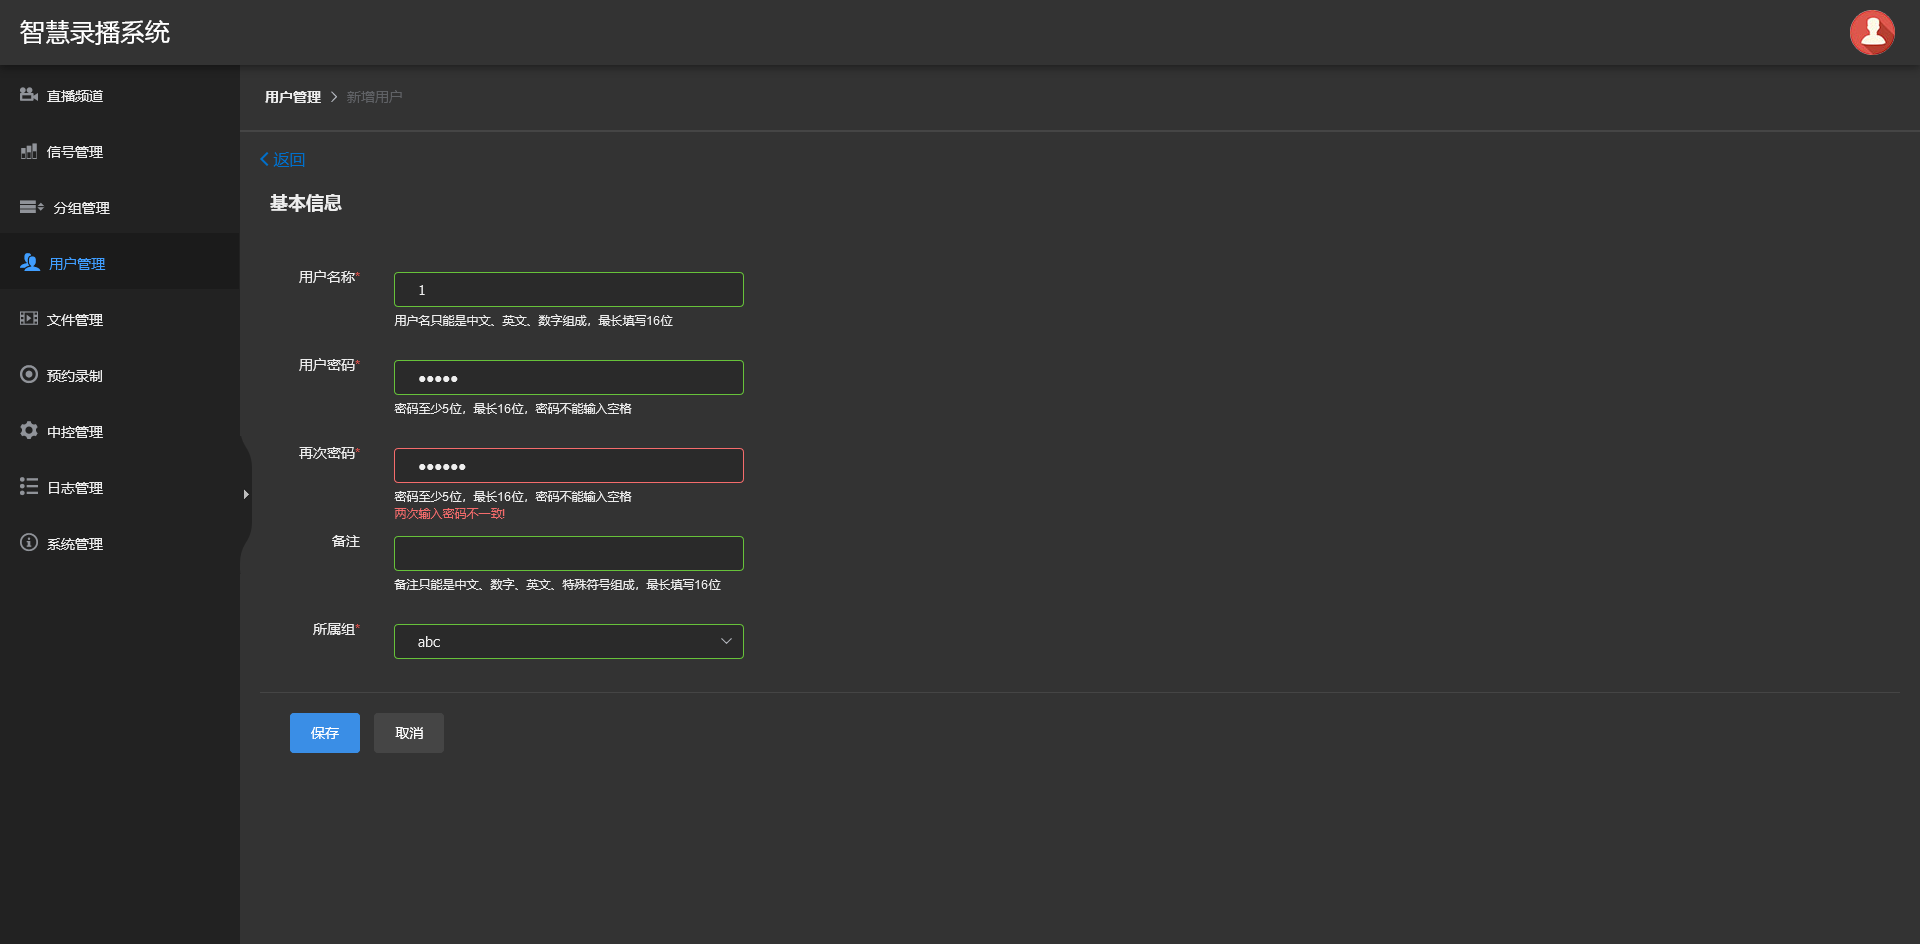 智慧录播系统
直播频道
信号管理
分组管理
用户管理
文件管理
预约录制
中控管理
日志管理
系统管理
用户管理 > 新增用户
返回
基本信息
用户名称* 1
用户名只能是中文、英文、数字组成，最长填写16位
用户密码* •••••
密码至少5位，最长16位，密码不能输入空格
再次密码* ••••••
密码至少5位，最长16位，密码不能输入空格
两次输入密码不一致!
备注
备注只能是中文、数字、英文、特殊符号组成，最长填写16位
所属组* abc
保存 取消